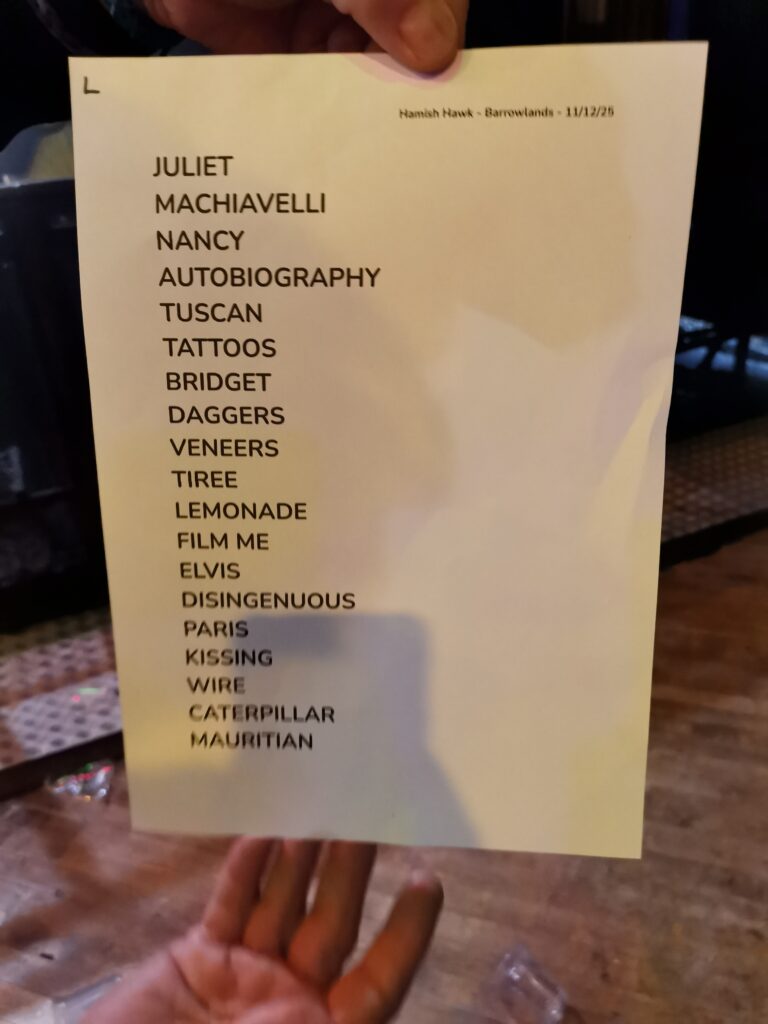 L
Hamish Hawk - Barrowlands - 11/12/25
JULIET
MACHIAVELLI
NANCY
AUTOBIOGRAPHY
TUSCAN
TATTOOS
BRIDGET
DAGGERS
VENEERS
TIREE
LEMONADE
FILM ME
ELVIS
DISINGENUOUS
PARIS
KISSING
WIRE
CATERPILLAR
MAURITIAN